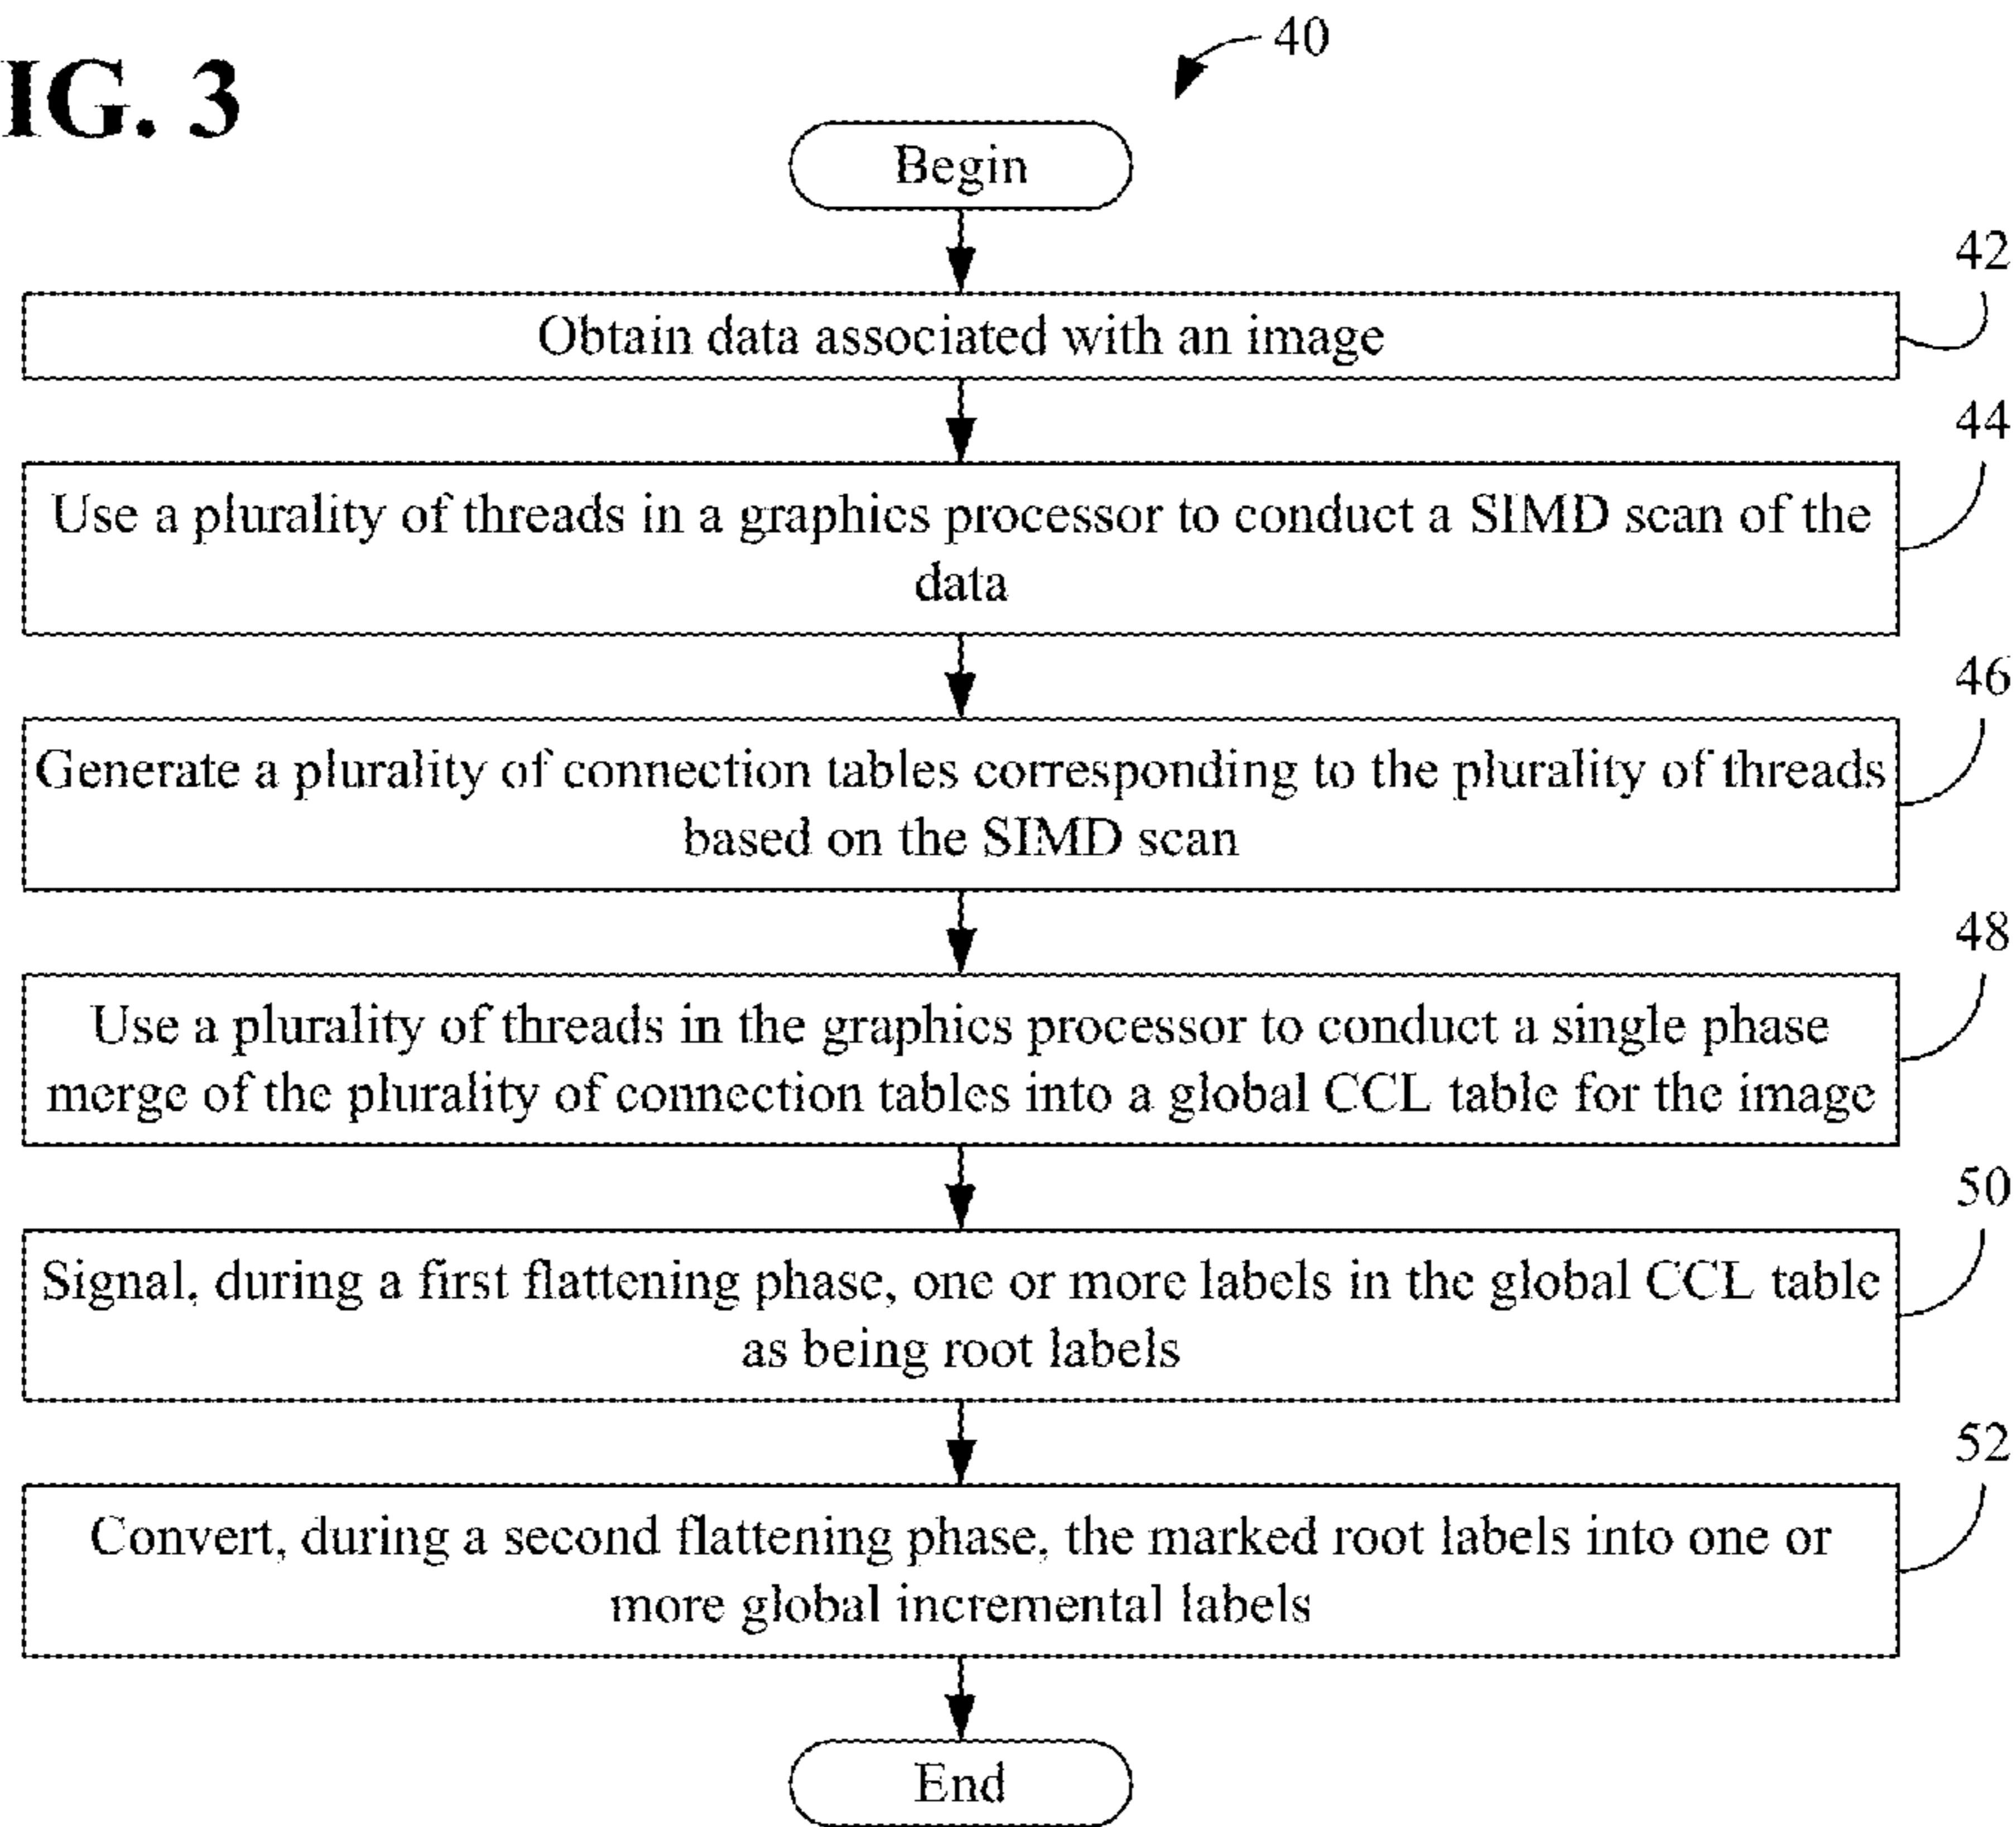 IG. 3
40
Begin
42
Obtain data associated with an image
44
Use a plurality of threads in a graphics processor to conduct a SIMD scan of the
data
46
Generate a plurality of connection tables corresponding to the plurality of threads
based on the SIMD scan
48
Use a plurality of threads in the graphics processor to conduct a single phase
merge of the plurality of connection tables into a global CCL table for the image
50
Signal, during a first flattening phase, one or more labels in the global CCL table
as being root labels
52
Convert, during a second flattening phase, the marked root labels into one or
more global incremental labels
End